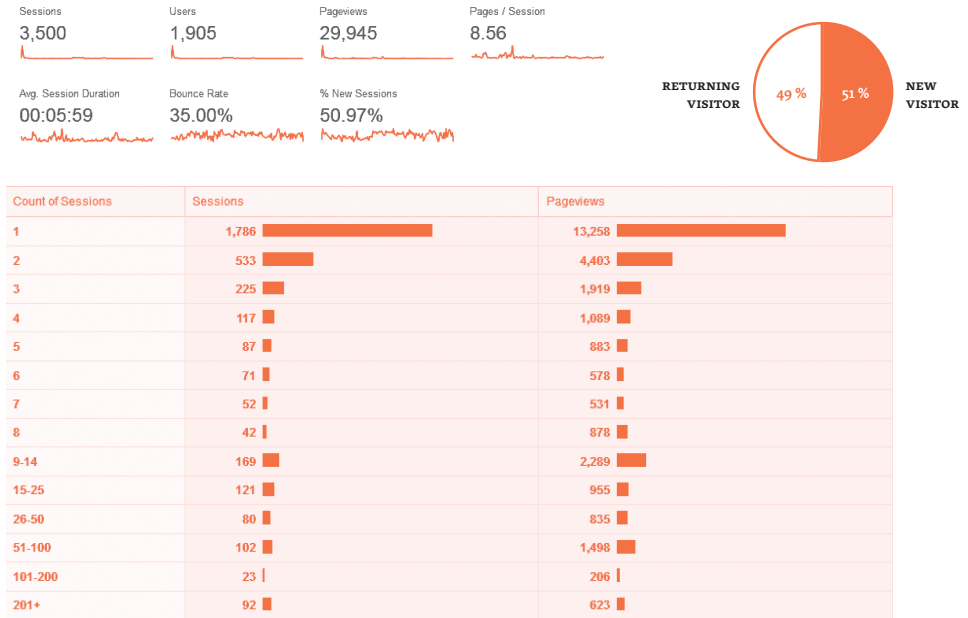 Sessions Users Pageviews Pages / Session
3,500 1,905 29,945 8.56
Avg. Session Duration Bounce Rate % New Sessions
00:05:59 35.00% 50.97%
RETURNING VISITOR
49 %
51 %
NEW VISITOR
Count of Sessions Sessions Pageviews
1 1,786 13,258
2 533 4,403
3 225 1,919
4 117 1,089
5 87 883
6 71 578
7 52 531
8 42 878
9-14 169 2,289
15-25 121 955
26-50 80 835
51-100 102 1,498
101-200 23 206
201+ 92 623